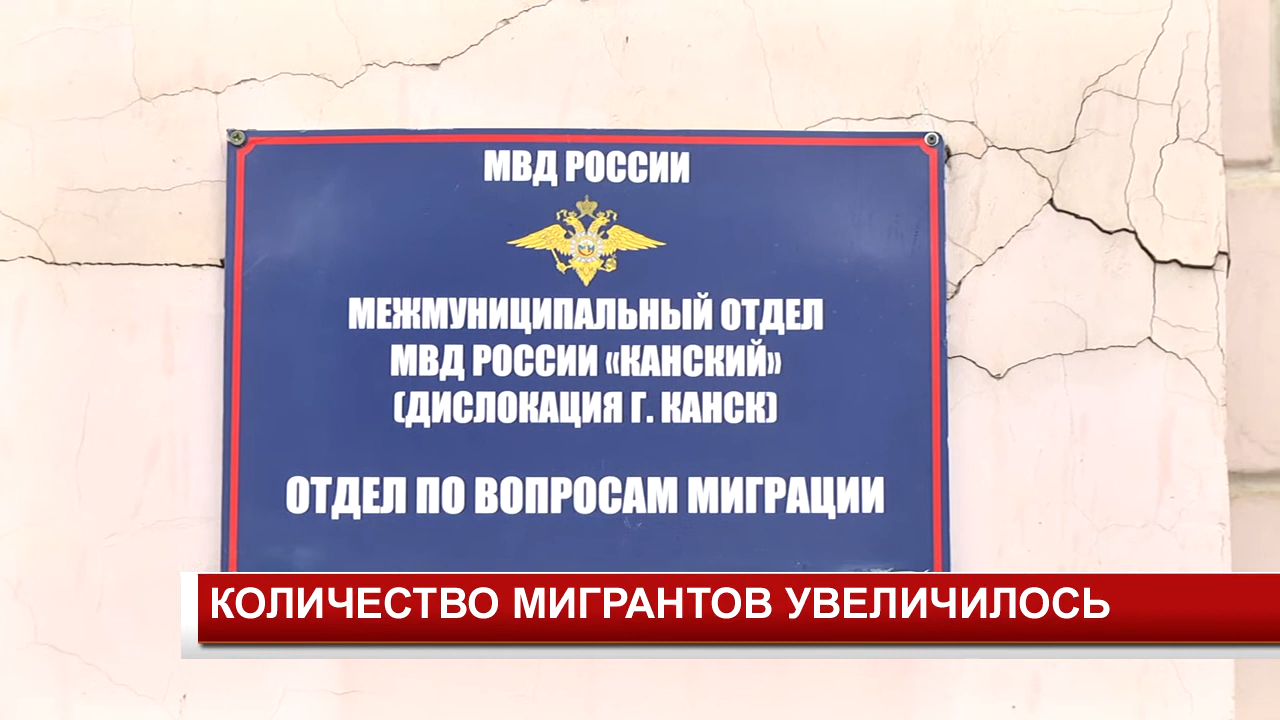 МВД РОССИИ
МЕЖМУНИЦИПАЛЬНЫЙ ОТДЕЛ
МВД РОССИИ «КАНСКИЙ»
(ДИСЛОКАЦИЯ Г. КАНСК)
ОТДЕЛ ПО ВОПРОСАМ МИГРАЦИИ
КОЛИЧЕСТВО МИГРАНТОВ УВЕЛИЧИЛОСЬ